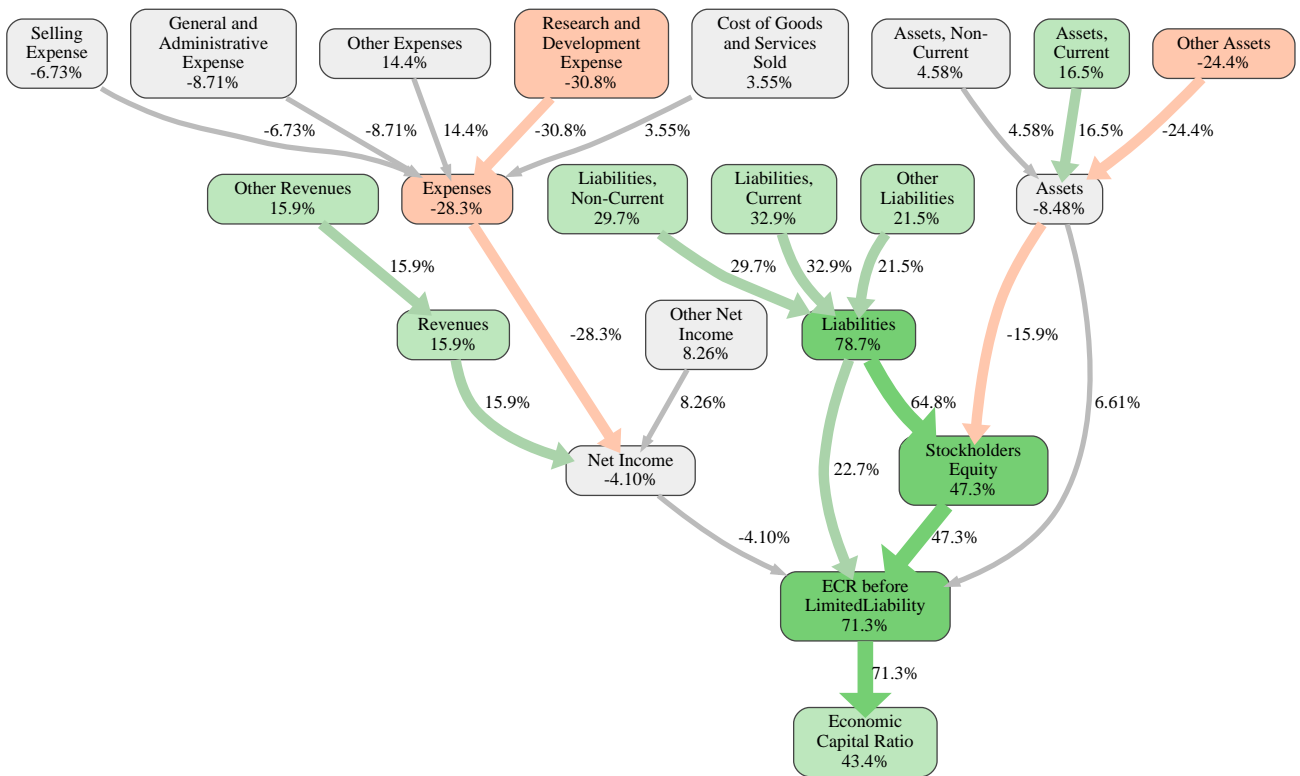 Selling
Expense
-6.73%
General and
Administrative
Expense
-8.71%
Other Expenses
14.4%
Research and
Development
Expense
-30.8%
Cost of Goods
and Services
Sold
3.55%
Assets, Non-
Current
4.58%
Assets,
Current
16.5%
Other Assets
-24.4%
-6.73%
-8.71%
14.4%
-30.8%
3.55%
4.58%
16.5%
-24.4%
Other Revenues
15.9%
Expenses
-28.3%
Liabilities,
Non-Current
29.7%
Liabilities,
Current
32.9%
Other
Liabilities
21.5%
Assets
-8.48%
15.9%
29.7%
32.9%
21.5%
Revenues
15.9%
-28.3%
Other Net
Income
8.26%
Liabilities
78.7%
-15.9%
15.9%
8.26%
64.8%
6.61%
Net Income
-4.10%
22.7%
Stockholders
Equity
47.3%
-4.10%
47.3%
ECR before
LimitedLiability
71.3%
71.3%
Economic
Capital Ratio
43.4%